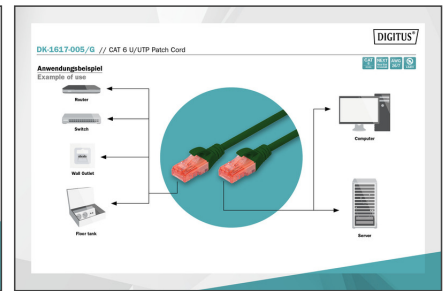 DIGITUS®
DK-1617-005/G // CAT 6 U/UTP Patch Cord
Anwendungsbeispiel
Example of use
Router
Switch
Wall Outlet
Floor tank
Computer
Server